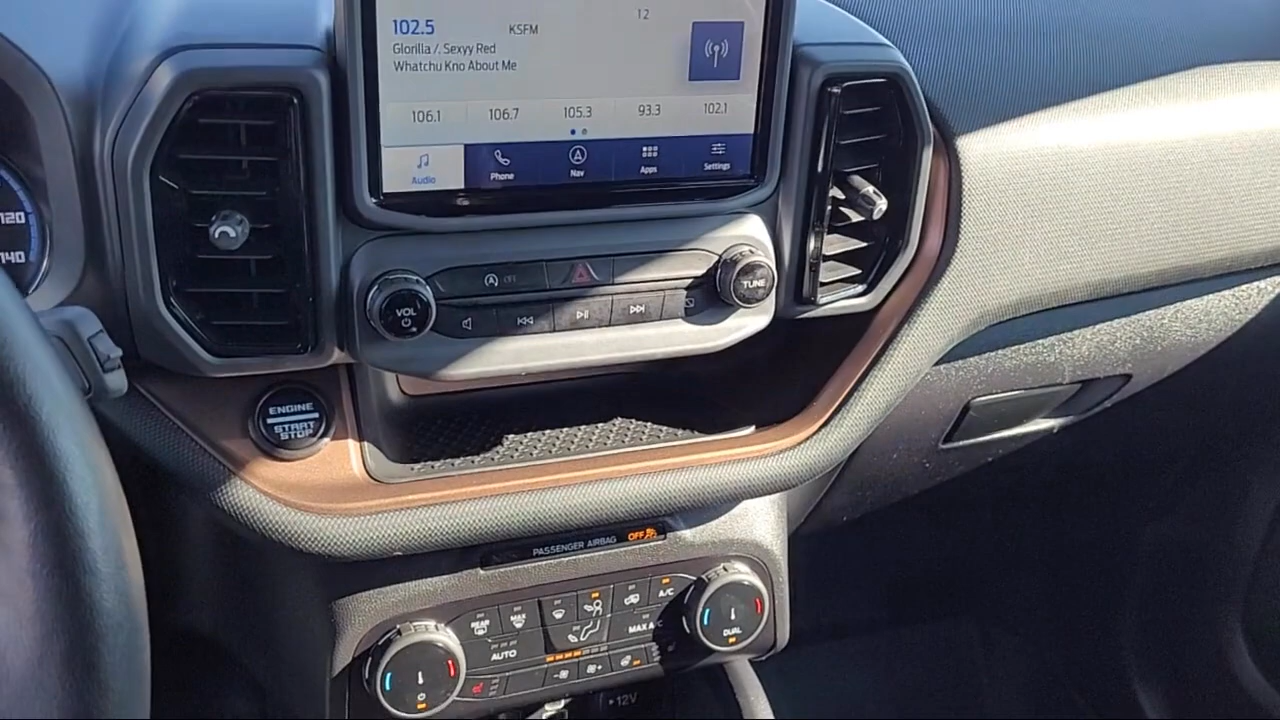 12
102.5 KSFM
Glorilla /. Sexyy Red
Whatchu Kno About Me
106.1 106.7 105.3 93.3 102.1
Audio Phone Nav Apps Settings
120
140
OFF
VOL
TUNE
ENGINE
START
STOP
PASSENGER AIRBAG OFF
REAR MAX A/C
MAX A/C
AUTO
DUAL
12V